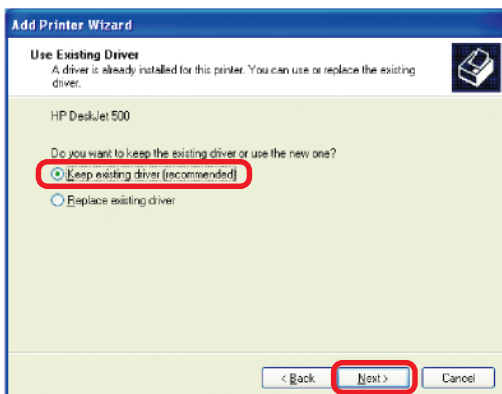 Add Printer Wizard
Use Existing Driver
A driver is already installed for this printer. You can use or replace the existing
driver.
HP DeskJet 500
Do you want to keep the existing driver or use the new one?
Keep existing driver (recommended)
Replace existing driver
< Back Next > Cancel